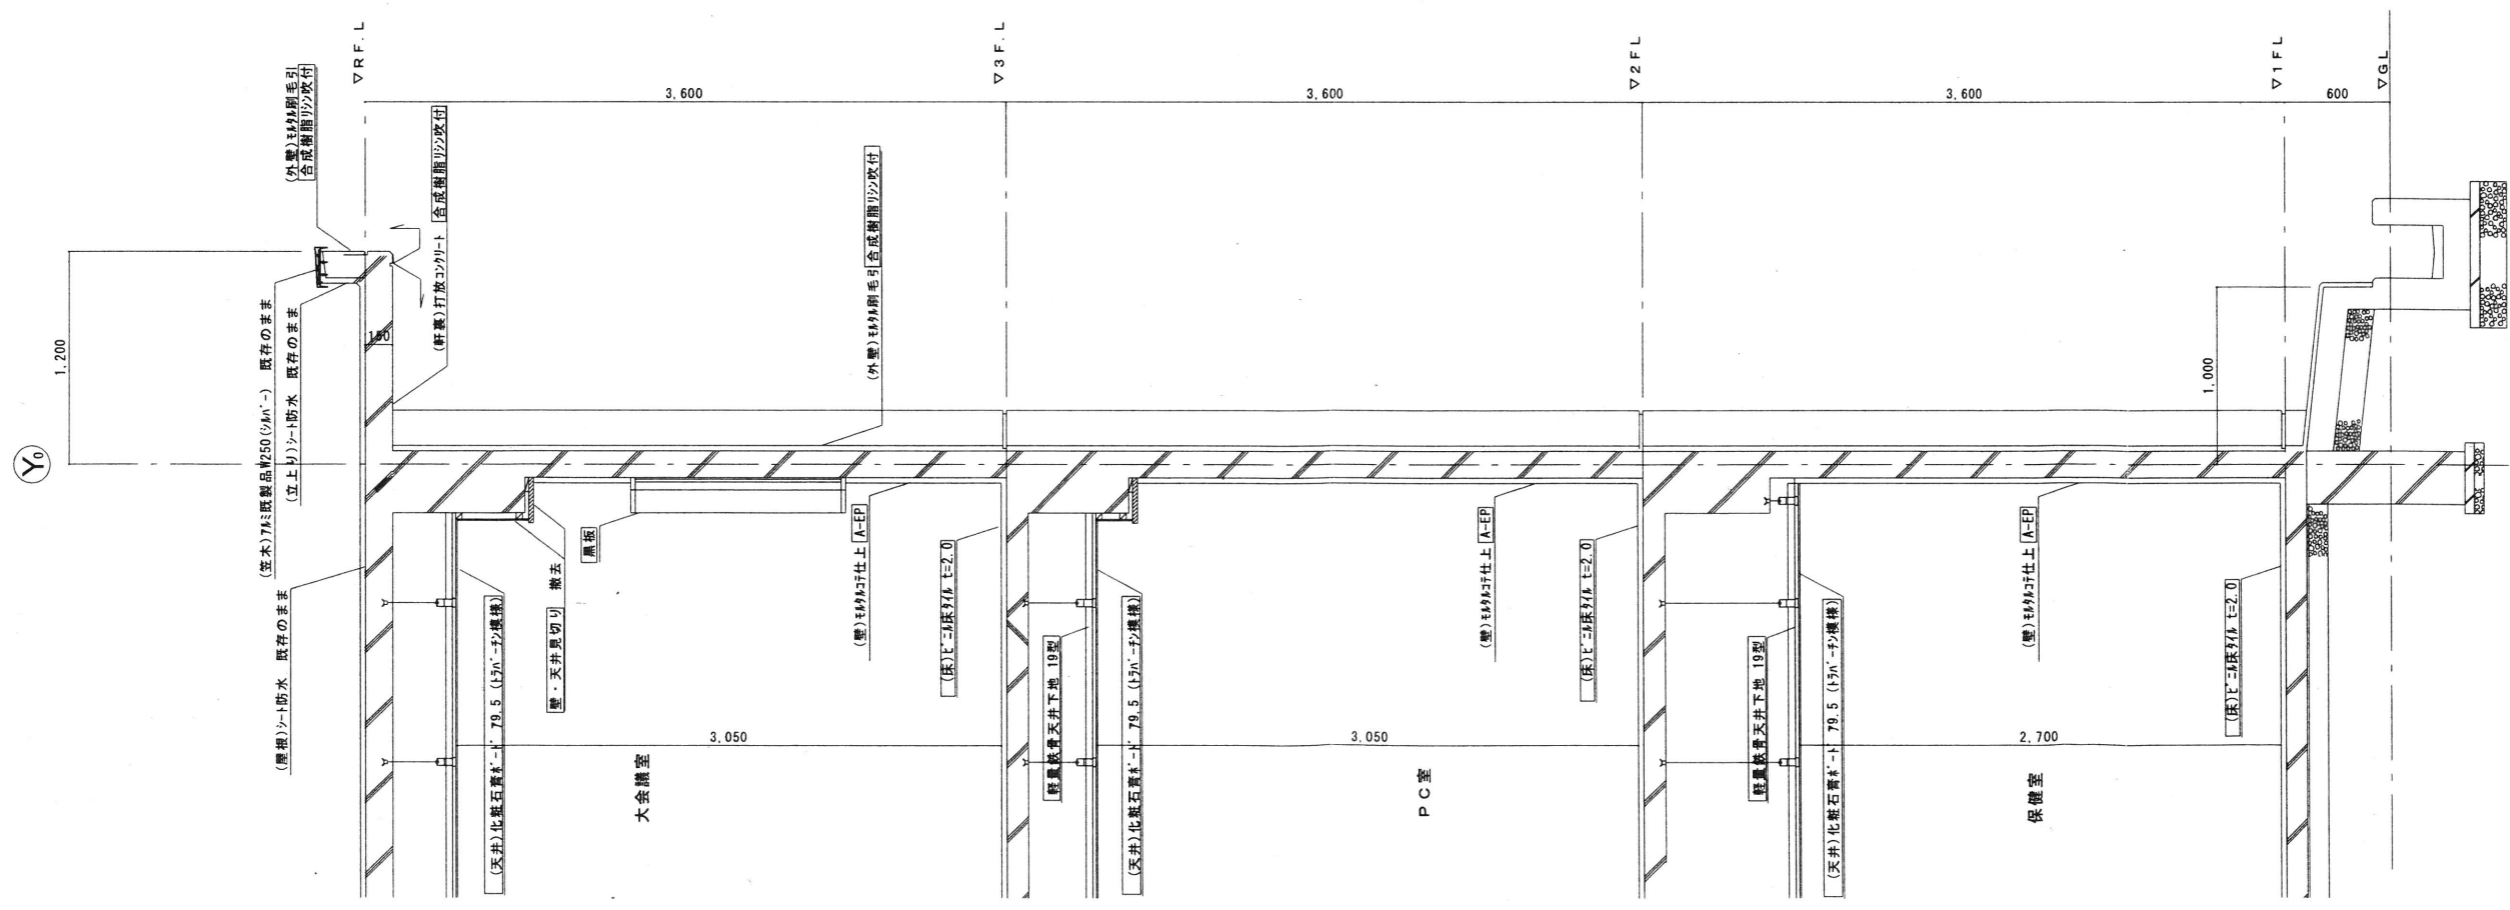 ▽RF.L
▽3F.L
▽2FL
▽1FL
▽GL
3,600
3,600
3,600
600
(外壁)モルタル刷毛引
合成樹脂リシン吹付
(軒裏)打放コンクリート 合成樹脂リシン吹付
(外壁)モルタル刷毛引 合成樹脂リシン吹付
1,200
150
1,000
Y0
(笠木)アルミ既製品W250(シルバー) 既存のまま
(立上り)シート防水 既存のまま
(屋根)シート防水 既存のまま
(天井)化粧石膏ボード ア9.5 (トラバーチン模様)
壁・天井見切り 撤去
黒板
(壁)モルタルコテ仕上 A-EP
(床)ビニル床タイル t=2.0
軽量鉄骨天井下地 19型
(天井)化粧石膏ボード ア9.5 (トラバーチン模様)
(壁)モルタルコテ仕上 A-EP
(床)ビニル床タイル t=2.0
軽量鉄骨天井下地 19型
(天井)化粧石膏ボード ア9.5 (トラバーチン模様)
(壁)モルタルコテ仕上 A-EP
(床)ビニル床タイル t=2.0
3,050
3,050
2,700
大会議室
PC室
保健室